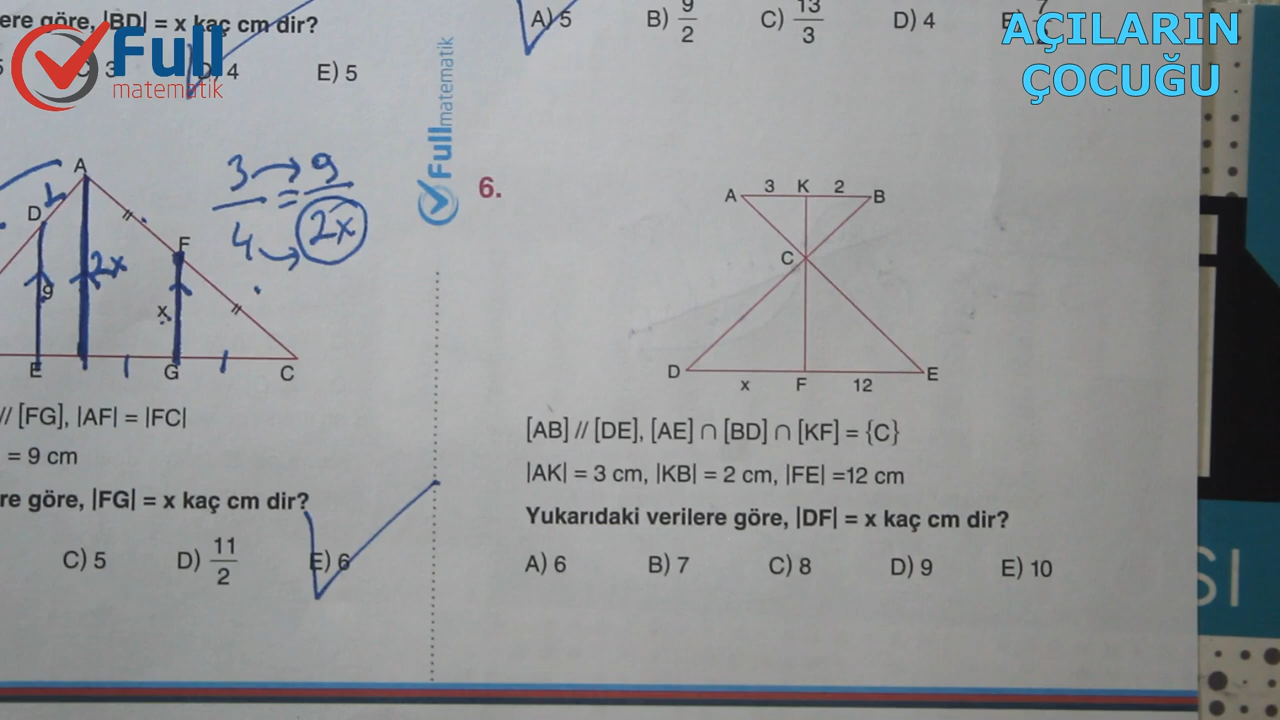 ere göre, |BD| = x kaç cm dir?
C) 3 D) 4 E) 5
Full
matematik
A) 5 B) 9/2 C) 13/3 D) 4
AÇILARIN
ÇOCUĞU
Fullmatematik
3 → 9
4 → 2x
=
A
D 1
F
2x
9
x
E G C
// [FG], |AF| = |FC|
= 9 cm
re göre, |FG| = x kaç cm dir?
C) 5 D) 11/2 E) 6
6.
A 3 K 2 B
C
D x F 12 E
[AB] // [DE], [AE] ∩ [BD] ∩ [KF] = {C}
|AK| = 3 cm, |KB| = 2 cm, |FE| =12 cm
Yukarıdaki verilere göre, |DF| = x kaç cm dir?
A) 6 B) 7 C) 8 D) 9 E) 10
SI